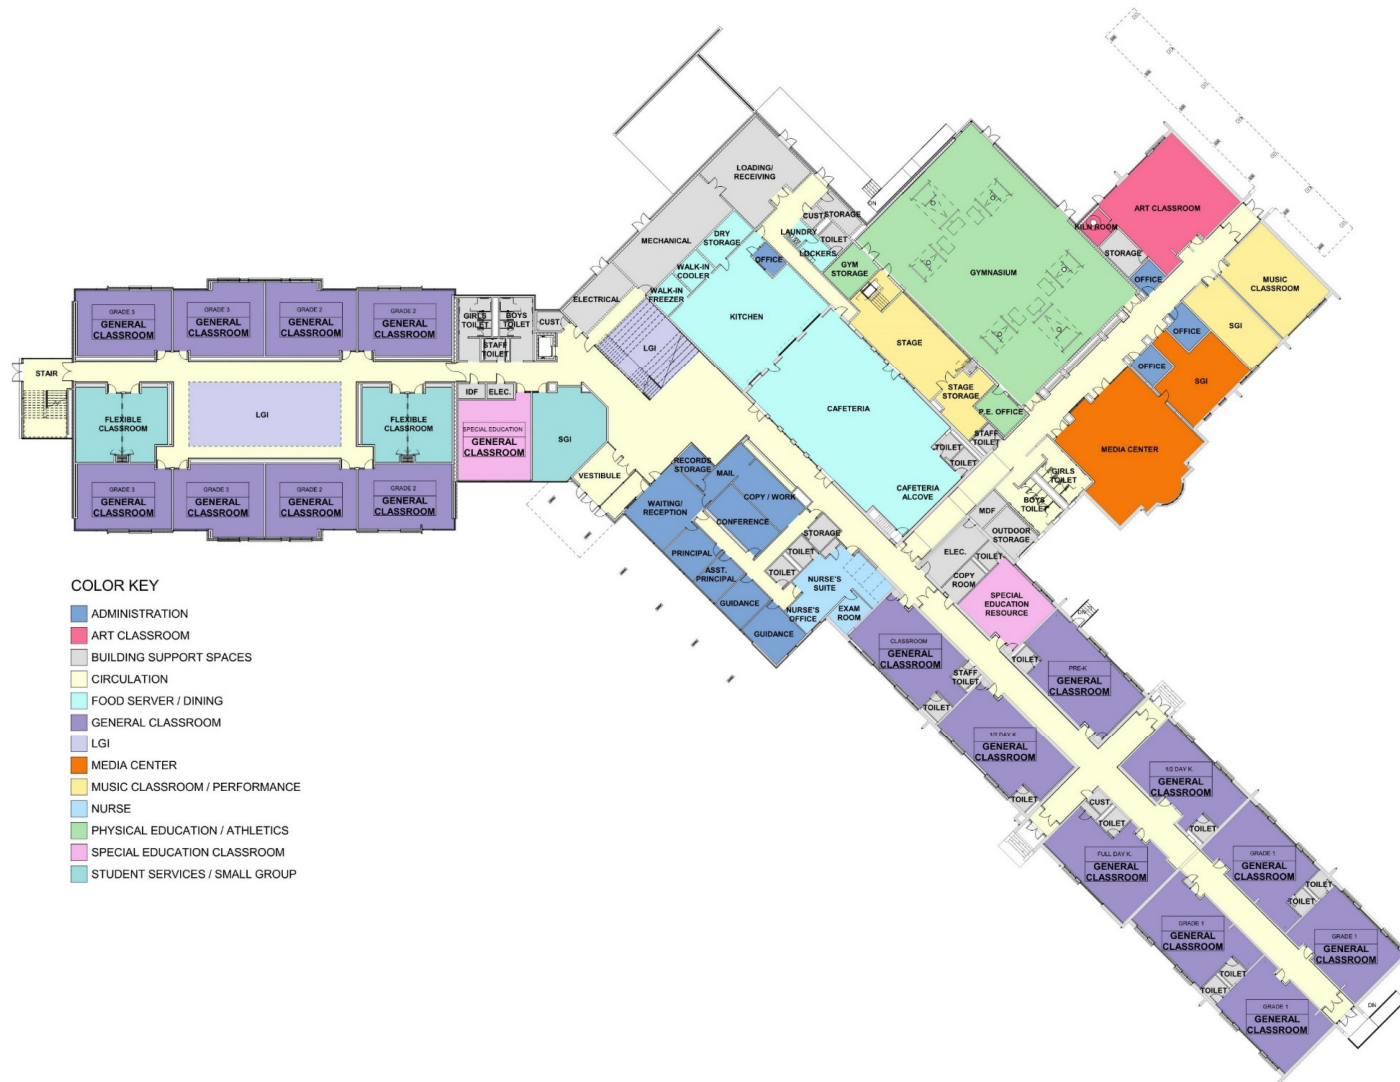 LOADING/
RECEIVING
MECHANICAL
ELECTRICAL
DRY
STORAGE
WALK-IN
COOLER
WALK-IN
FREEZER
LGI
KITCHEN
OFFICE
LAUNDRY
LOCKERS
CUST.
STORAGE
TOILET
DN
GYM
STORAGE
STAGE
STAGE
STORAGE
GYMNASIUM
P.E. OFFICE
STAFF
TOILET
TOILET
TOILET
CAFETERIA
CAFETERIA
ALCOVE
KILN ROOM
ART CLASSROOM
STORAGE
OFFICE
MUSIC
CLASSROOM
SGI
OFFICE
OFFICE
SGI
MEDIA CENTER
GIRLS
TOILET
BOYS
TOILET
MDF
OUTDOOR
STORAGE
ELEC.
TOILET
COPY
ROOM
SPECIAL
EDUCATION
RESOURCE
DN
GRADE 3
GENERAL
CLASSROOM
GRADE 3
GENERAL
CLASSROOM
GRADE 2
GENERAL
CLASSROOM
GRADE 2
GENERAL
CLASSROOM
GIRLS
TOILET
BOYS
TOILET
STAFF
TOILET
CUST.
STAIR
FLEXIBLE
CLASSROOM
LGI
FLEXIBLE
CLASSROOM
IDF
ELEC.
SPECIAL EDUCATION
GENERAL
CLASSROOM
SGI
VESTIBULE
GRADE 3
GENERAL
CLASSROOM
GRADE 3
GENERAL
CLASSROOM
GRADE 2
GENERAL
CLASSROOM
GRADE 2
GENERAL
CLASSROOM
RECORDS
STORAGE
MAIL
WAITING/
RECEPTION
COPY / WORK
CONFERENCE
STORAGE
PRINCIPAL
ASST.
PRINCIPAL
GUIDANCE
GUIDANCE
TOILET
TOILET
NURSE'S
SUITE
NURSE'S
OFFICE
EXAM
ROOM
CLASSROOM
GENERAL
CLASSROOM
STAFF
TOILET
TOILET
1/2 DAY K.
GENERAL
CLASSROOM
TOILET
TOILET
PRE-K
GENERAL
CLASSROOM
1/2 DAY K.
GENERAL
CLASSROOM
TOILET
CUST.
TOILET
FULL DAY K.
GENERAL
CLASSROOM
TOILET
GRADE 1
GENERAL
CLASSROOM
TOILET
TOILET
GRADE 1
GENERAL
CLASSROOM
GRADE 1
GENERAL
CLASSROOM
TOILET
TOILET
GRADE 1
GENERAL
CLASSROOM
DN
COLOR KEY
ADMINISTRATION
ART CLASSROOM
BUILDING SUPPORT SPACES
CIRCULATION
FOOD SERVER / DINING
GENERAL CLASSROOM
LGI
MEDIA CENTER
MUSIC CLASSROOM / PERFORMANCE
NURSE
PHYSICAL EDUCATION / ATHLETICS
SPECIAL EDUCATION CLASSROOM
STUDENT SERVICES / SMALL GROUP